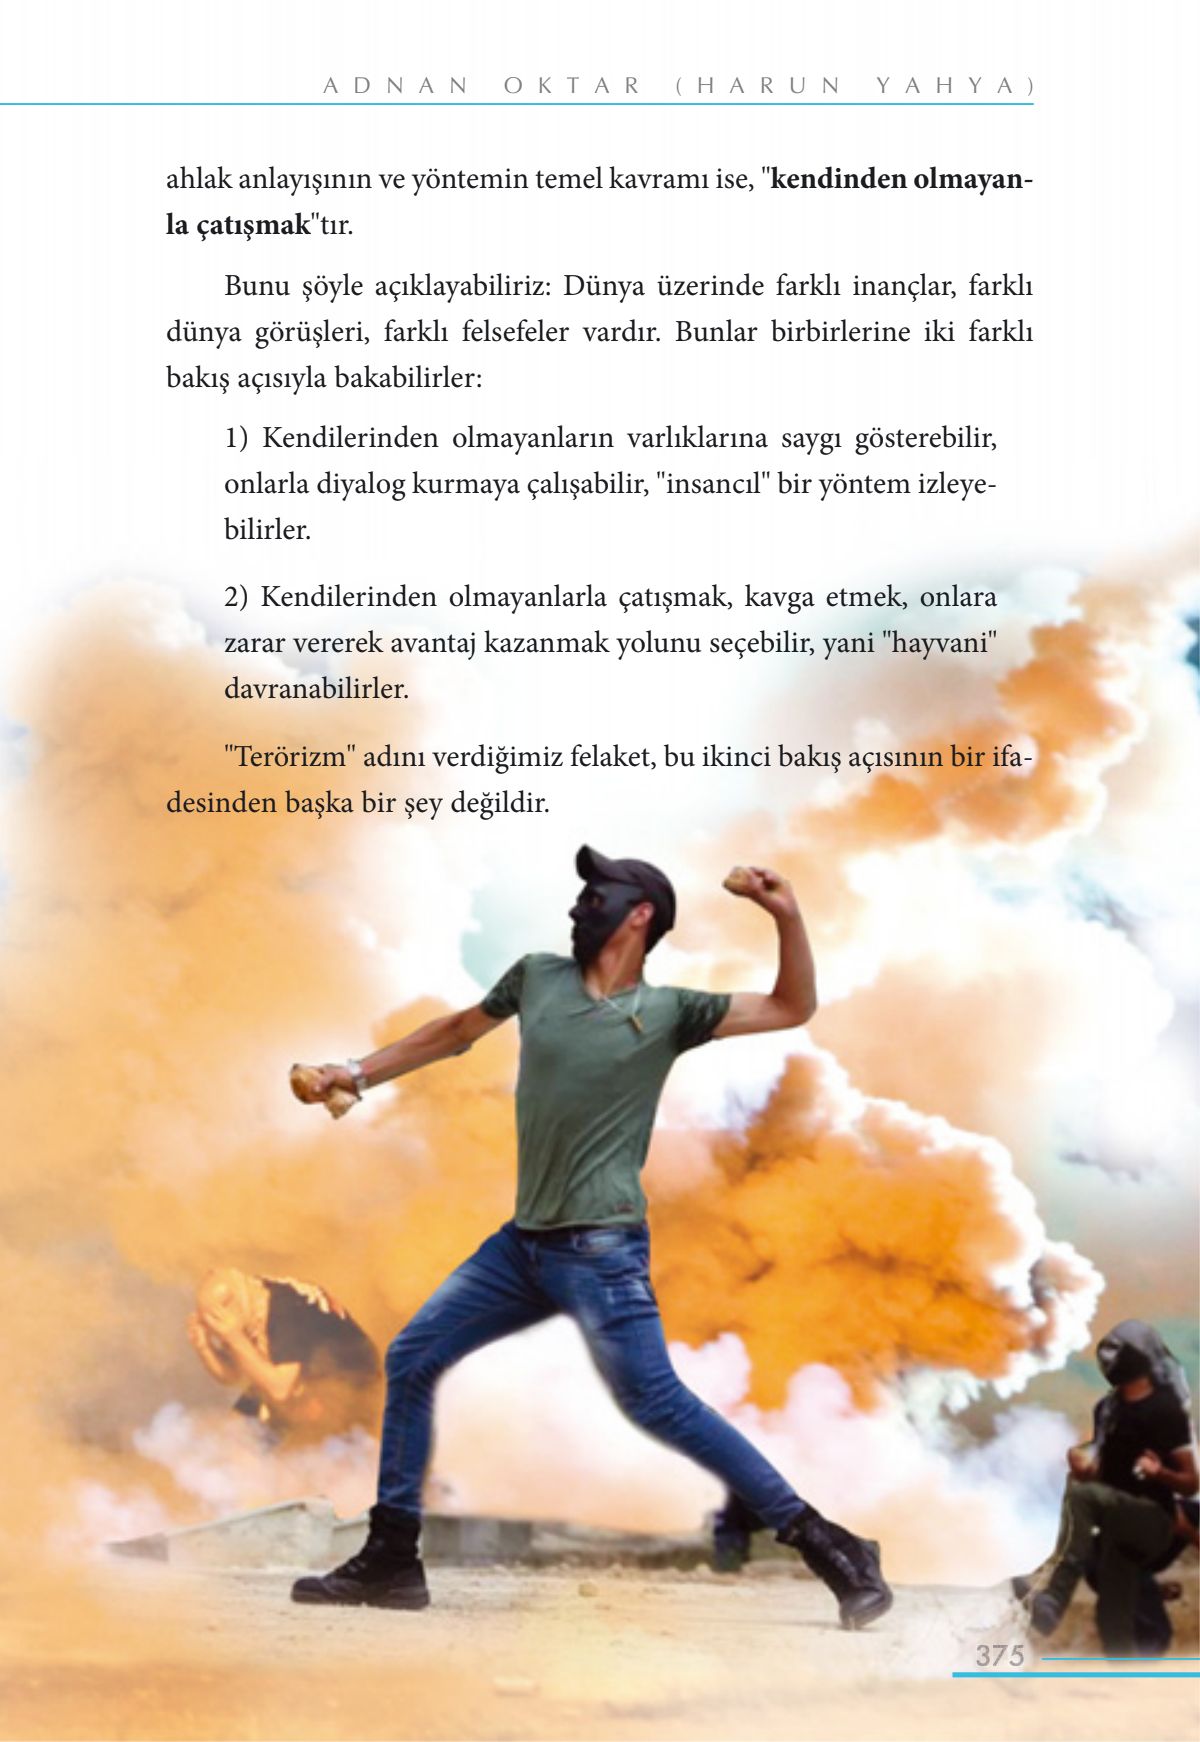 ADNAN OKTAR (HARUN YAHYA)
ahlak anlayışının ve yöntemin temel kavramı ise, "kendinden olmayan-
la çatışmak"tır.
Bunu şöyle açıklayabiliriz: Dünya üzerinde farklı inançlar, farklı
dünya görüşleri, farklı felsefeler vardır. Bunlar birbirlerine iki farklı
bakış açısıyla bakabilirler:
1) Kendilerinden olmayanların varlıklarına saygı gösterebilir,
onlarla diyalog kurmaya çalışabilir, "insancıl" bir yöntem izleye-
bilirler.
2) Kendilerinden olmayanlarla çatışmak, kavga etmek, onlara
zarar vererek avantaj kazanmak yolunu seçebilir, yani "hayvani"
davranabilirler.
"Terörizm" adını verdiğimiz felaket, bu ikinci bakış açısının bir ifa-
desinden başka bir şey değildir.
375